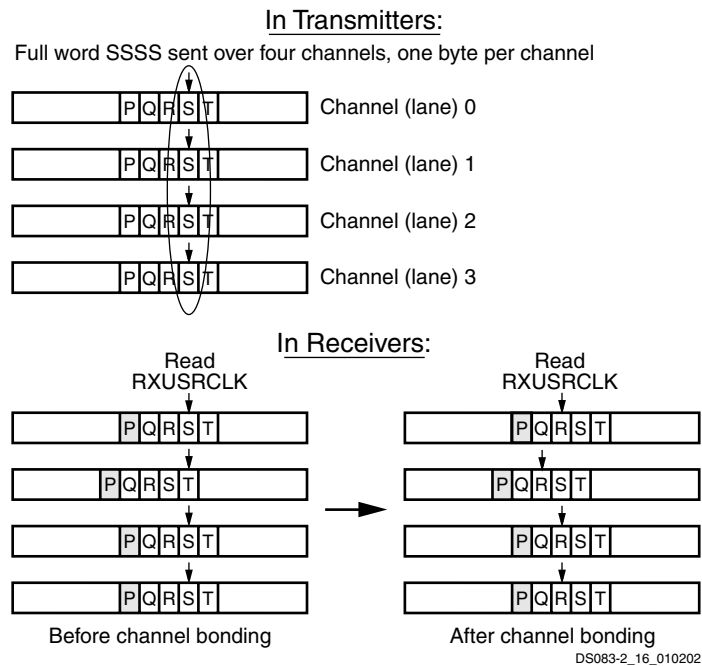 In Transmitters:
Full word SSSS sent over four channels, one byte per channel
P Q R S T Channel (lane) 0
P Q R S T Channel (lane) 1
P Q R S T Channel (lane) 2
P Q R S T Channel (lane) 3
In Receivers:
Read
RXUSRCLK
P Q R S T
P Q R S T
P Q R S T
P Q R S T
Before channel bonding
Read
RXUSRCLK
P Q R S T
P Q R S T
P Q R S T
P Q R S T
After channel bonding
DS083-2_16_010202